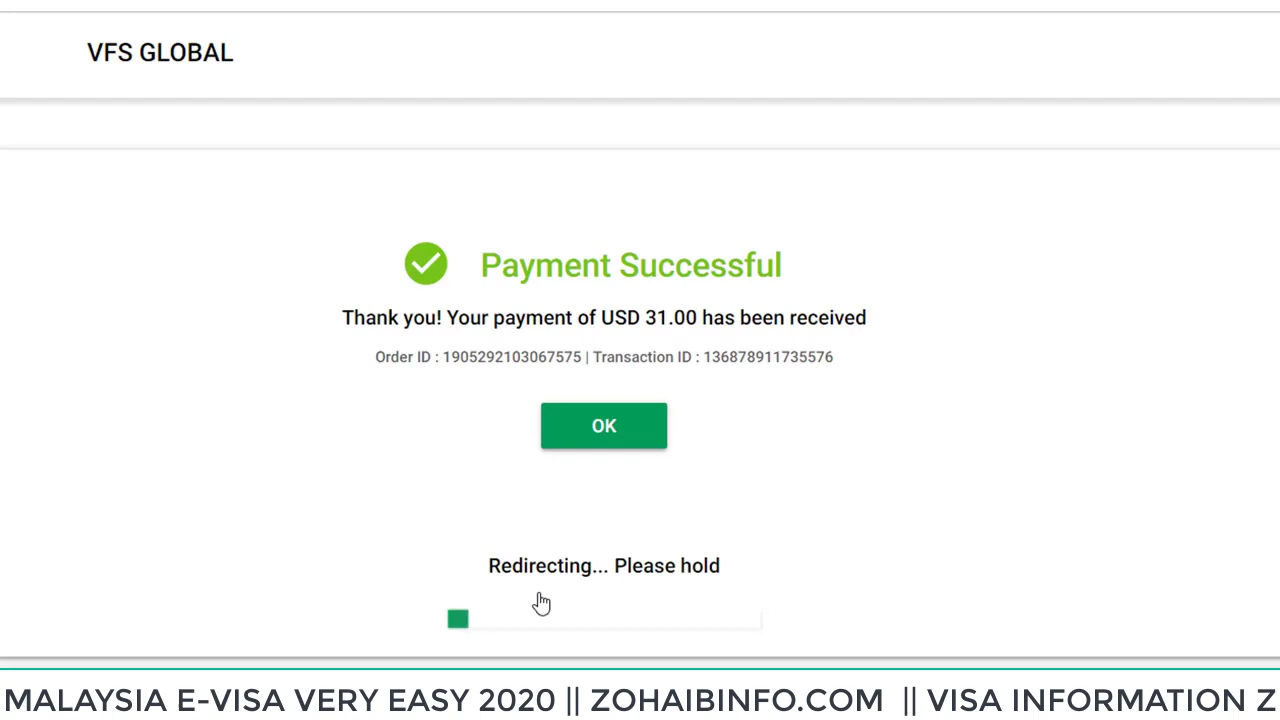 VFS GLOBAL
Payment Successful
Thank you! Your payment of USD 31.00 has been received
Order ID : 1905292103067575 | Transaction ID : 136878911735576
OK
Redirecting... Please hold
MALAYSIA E-VISA VERY EASY 2020 || ZOHAIBINFO.COM || VISA INFORMATION Z